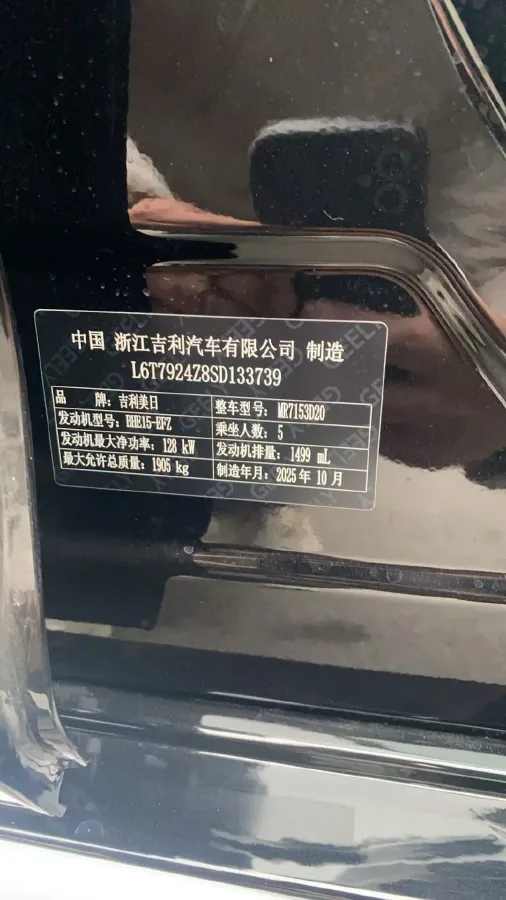 中国 浙江吉利汽车有限公司 制造
L6T7924Z8SD133739
品 牌：吉利美日 整车型号：MR7153D20
发动机型号：BHE15-EFZ 乘坐人数：5
发动机最大净功率：128 kW 发动机排量：1499 mL
最大允许总质量：1905 kg 制造年月：2025 年 10 月